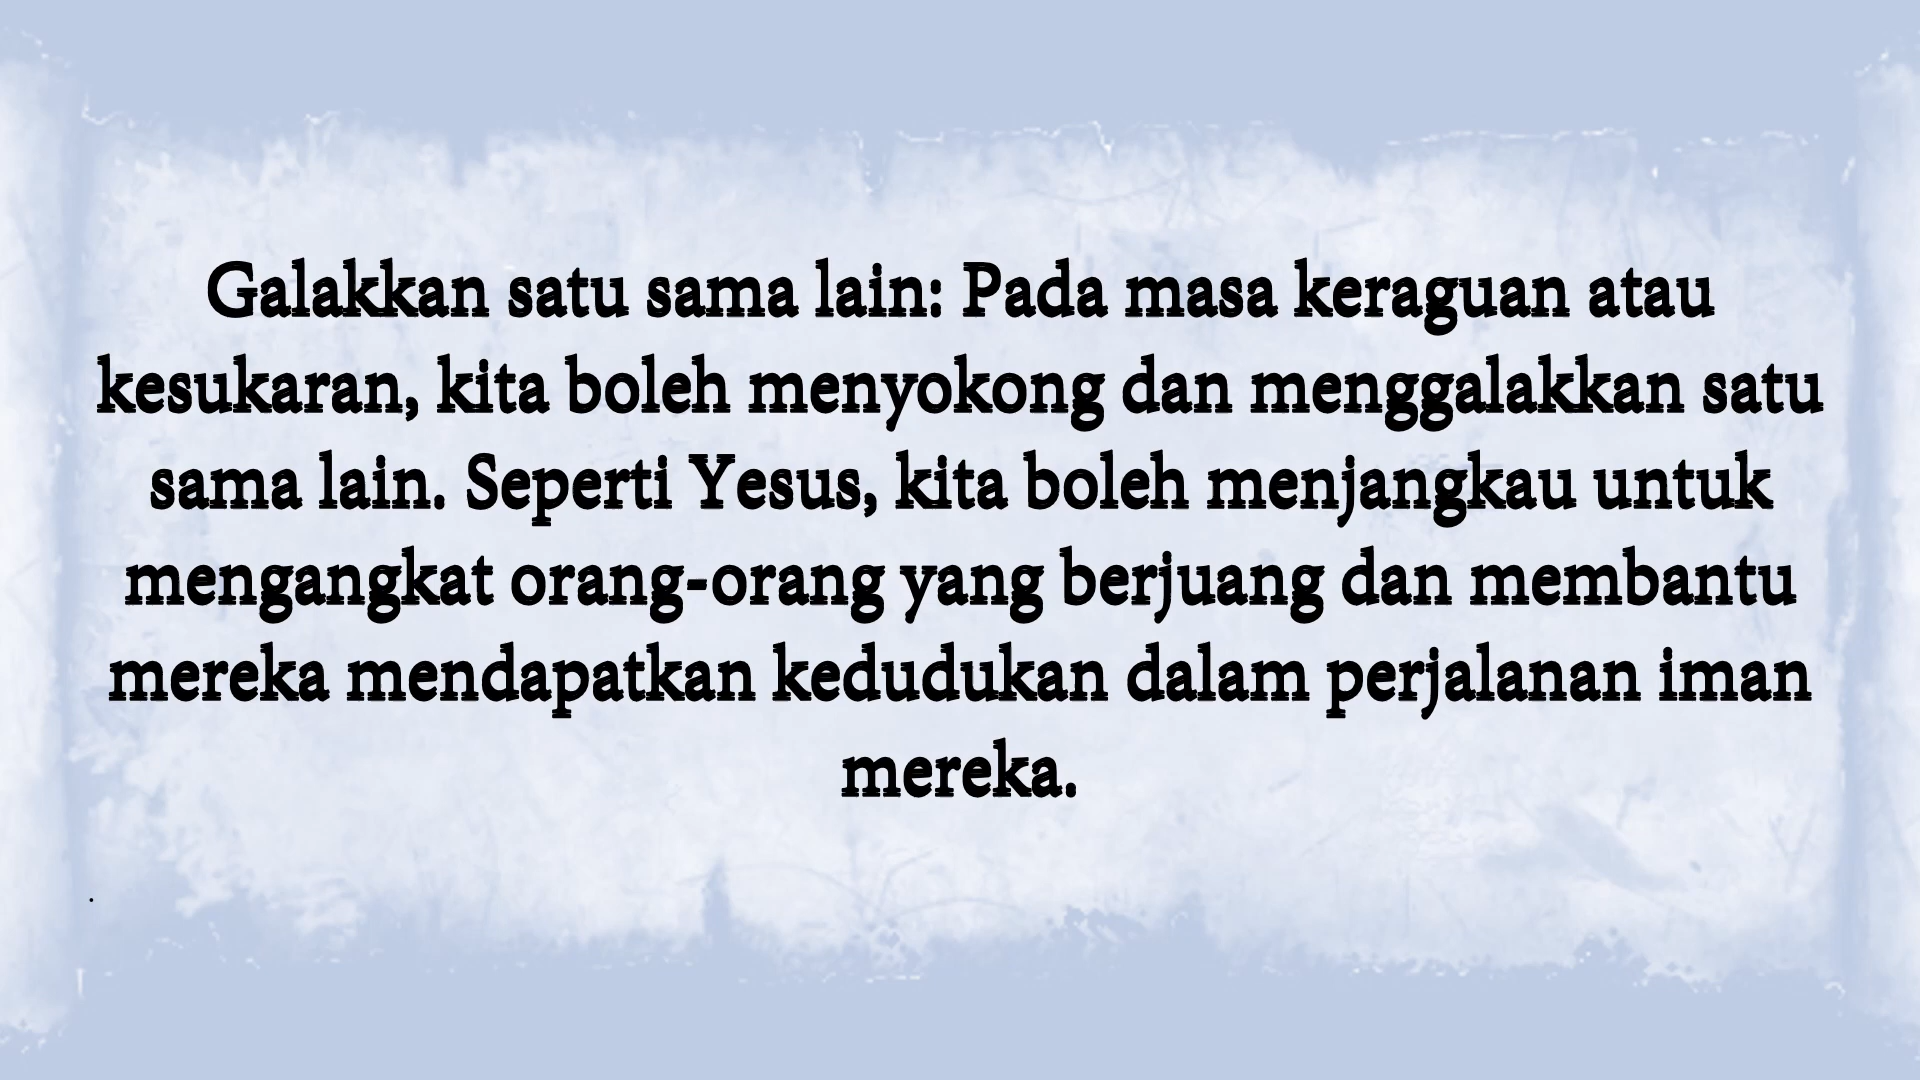 Galakkan satu sama lain: Pada masa keraguan atau
kesukaran, kita boleh menyokong dan menggalakkan satu
sama lain. Seperti Yesus, kita boleh menjangkau untuk
mengangkat orang-orang yang berjuang dan membantu
mereka mendapatkan kedudukan dalam perjalanan iman
mereka.
.